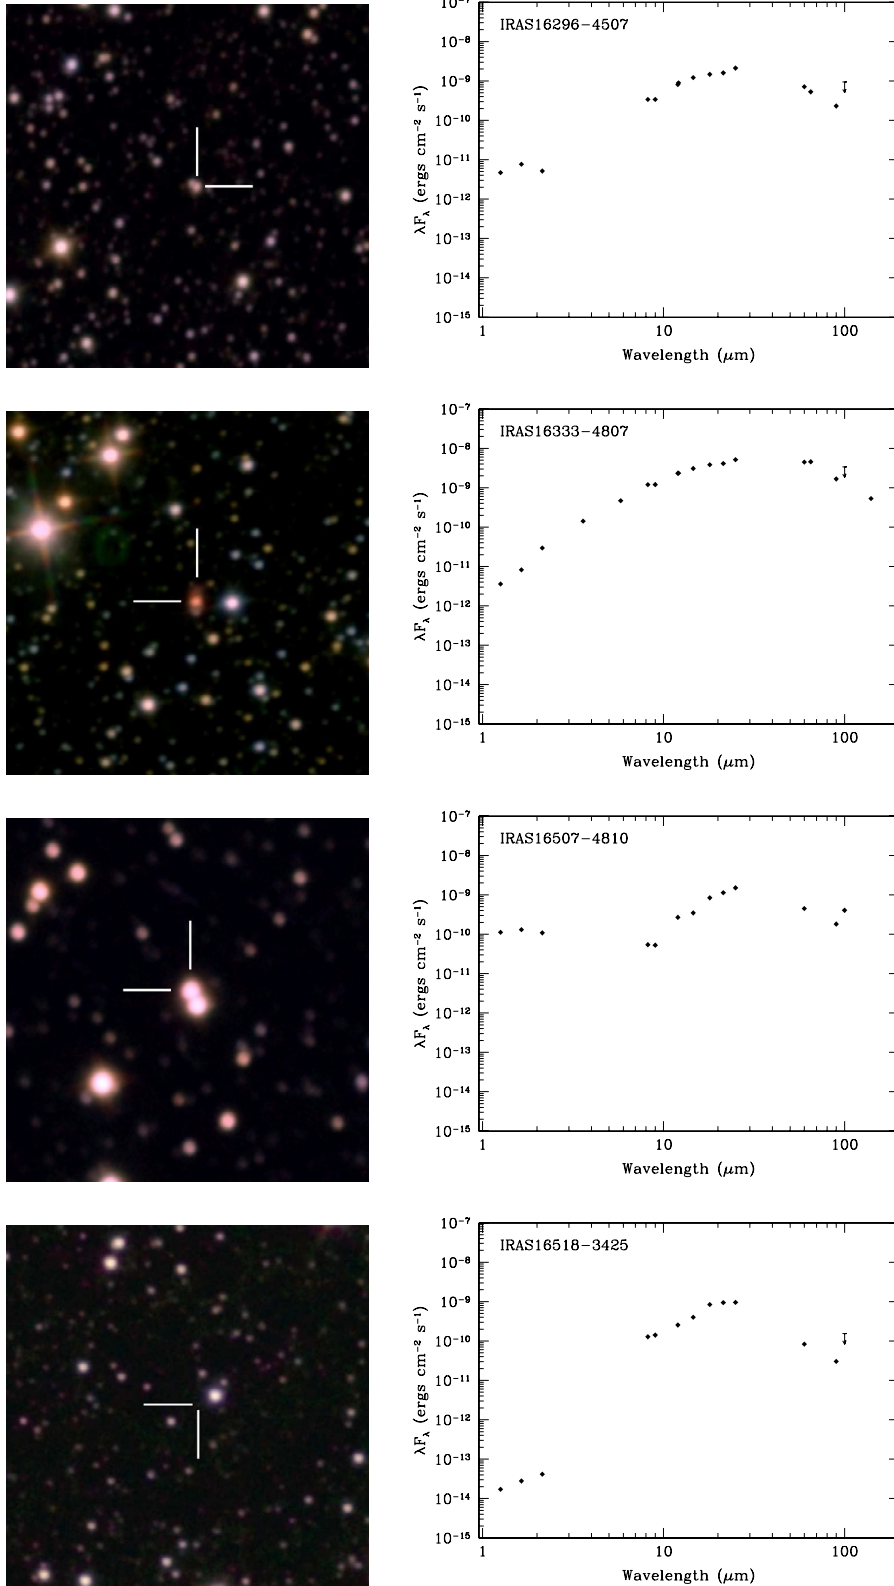 10⁻⁷
10⁻⁸
10⁻⁹
10⁻¹⁰
10⁻¹¹
10⁻¹²
10⁻¹³
10⁻¹⁴
10⁻¹⁵
IRAS16296-4507
λF_λ (ergs cm⁻² s⁻¹)
1 10 100
Wavelength (μm)
10⁻⁷
10⁻⁸
10⁻⁹
10⁻¹⁰
10⁻¹¹
10⁻¹²
10⁻¹³
10⁻¹⁴
10⁻¹⁵
IRAS16333-4807
λF_λ (ergs cm⁻² s⁻¹)
1 10 100
Wavelength (μm)
10⁻⁷
10⁻⁸
10⁻⁹
10⁻¹⁰
10⁻¹¹
10⁻¹²
10⁻¹³
10⁻¹⁴
10⁻¹⁵
IRAS16507-4810
λF_λ (ergs cm⁻² s⁻¹)
1 10 100
Wavelength (μm)
10⁻⁷
10⁻⁸
10⁻⁹
10⁻¹⁰
10⁻¹¹
10⁻¹²
10⁻¹³
10⁻¹⁴
10⁻¹⁵
IRAS16518-3425
λF_λ (ergs cm⁻² s⁻¹)
1 10 100
Wavelength (μm)